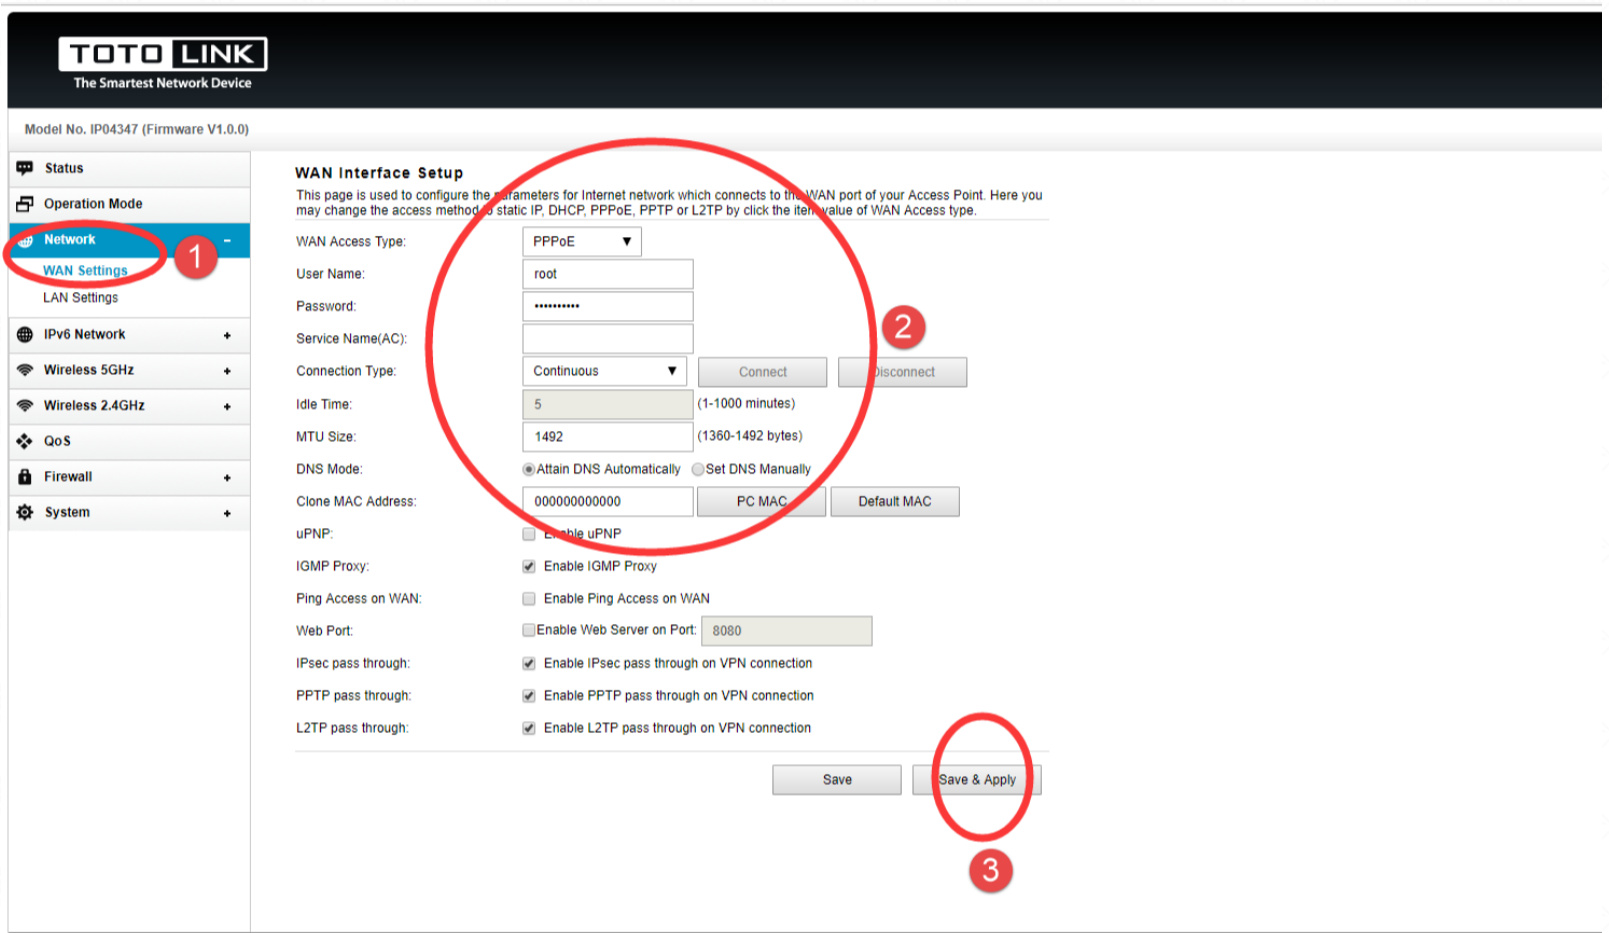 TOTO LINK
The Smartest Network Device
Model No. IP04347 (Firmware V1.0.0)
Status
Operation Mode
Network -
1
WAN Settings
LAN Settings
IPv6 Network +
Wireless 5GHz +
Wireless 2.4GHz +
QoS
Firewall +
System +
WAN Interface Setup
This page is used to configure the parameters for Internet network which connects to the WAN port of your Access Point. Here you
may change the access method to static IP, DHCP, PPPoE, PPTP or L2TP by click the item value of WAN Access type.
WAN Access Type: PPPoE
User Name: root
Password: ••••••••••
Service Name(AC):
2
Connection Type: Continuous Connect Disconnect
Idle Time: 5 (1-1000 minutes)
MTU Size: 1492 (1360-1492 bytes)
DNS Mode: Attain DNS Automatically Set DNS Manually
Clone MAC Address: 000000000000 PC MAC Default MAC
uPNP: Enable uPNP
IGMP Proxy: Enable IGMP Proxy
Ping Access on WAN: Enable Ping Access on WAN
Web Port: Enable Web Server on Port: 8080
IPsec pass through: Enable IPsec pass through on VPN connection
PPTP pass through: Enable PPTP pass through on VPN connection
L2TP pass through: Enable L2TP pass through on VPN connection
Save Save & Apply
3